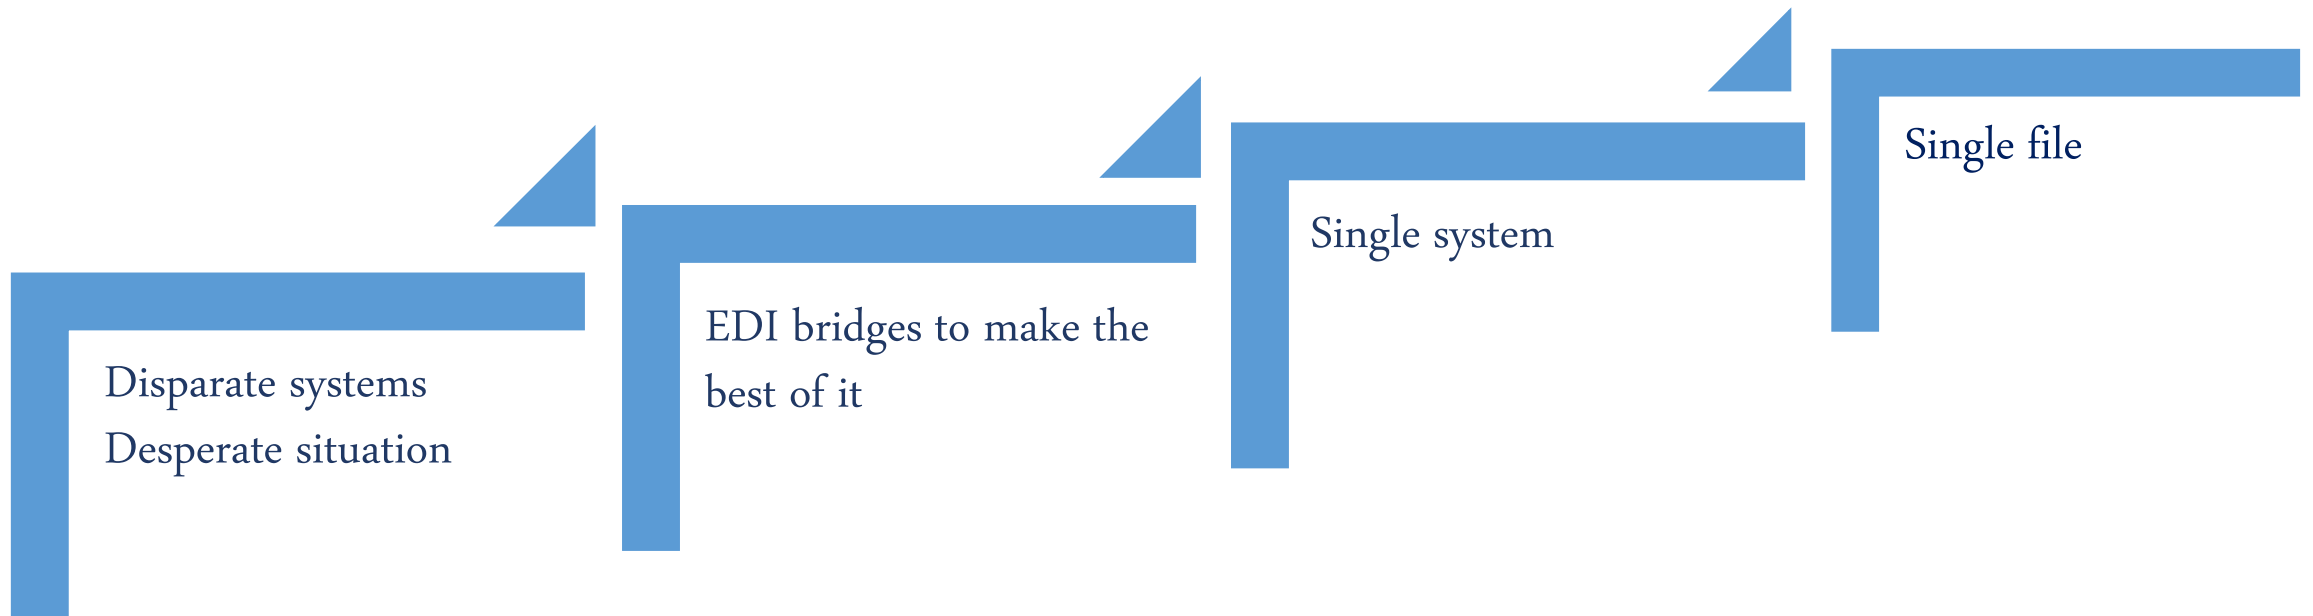 Disparate systems
Desperate situation
EDI bridges to make the
best of it
Single system
Single file